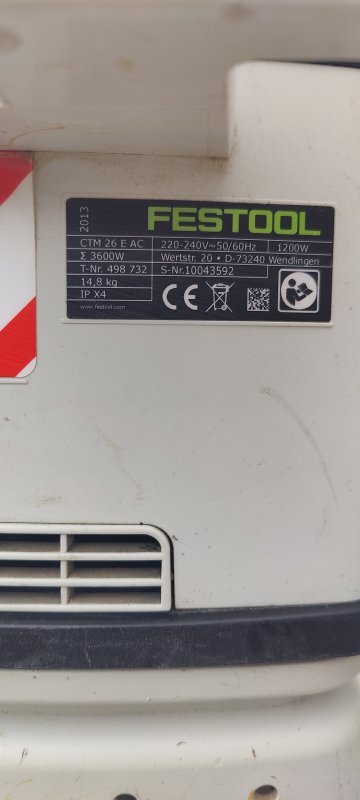 2013
FESTOOL
CTM 26 E AC 220-240V~50/60Hz 1200W
Σ 3600W Wertstr. 20 • D-73240 Wendlingen
T-Nr. 498 732 S-Nr.10043592
14,8 kg
IP X4
www.festool.com
CE